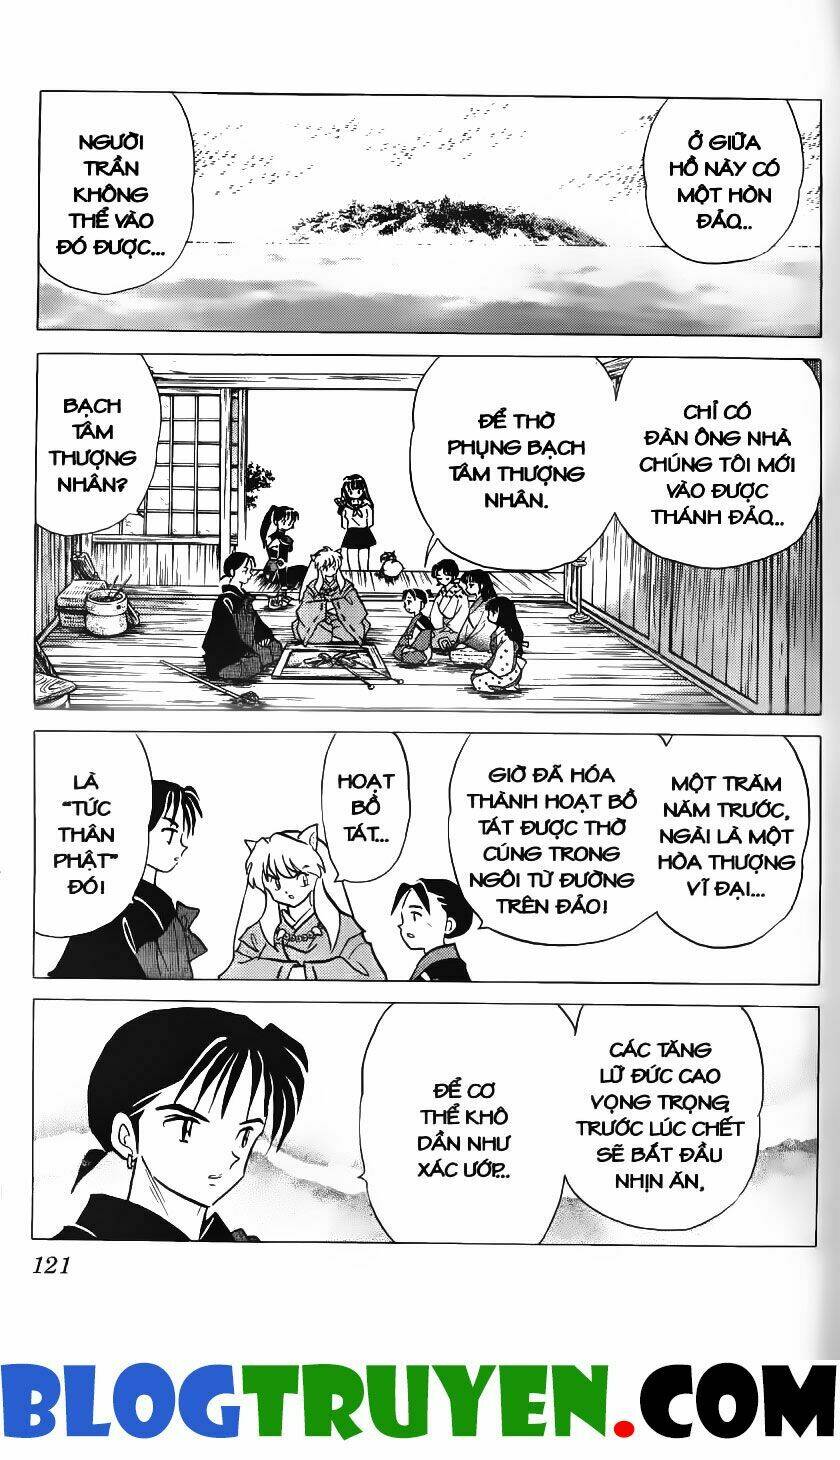 Ở GIỮA
HỒ NÀY CÓ
MỘT HÒN
ĐẢO...
NGƯỜI
TRẦN
KHÔNG
THỂ VÀO
ĐÓ ĐƯỢC...
CHỈ CÓ
ĐÀN ÔNG NHÀ
CHÚNG TÔI MỚI
VÀO ĐƯỢC
THÁNH ĐẢO...
ĐỂ THỜ
PHỤNG BẠCH
TÂM THƯỢNG
NHÂN.
BẠCH
TÂM
THƯỢNG
NHÂN?
MỘT TRĂM
NĂM TRƯỚC,
NGÀI LÀ MỘT
HÒA THƯỢNG
VĨ ĐẠI...
GIỜ ĐÃ HÓA
THÀNH HOẠT BỒ
TÁT ĐƯỢC THỜ
CÚNG TRONG
NGÔI TỪ ĐƯỜNG
TRÊN ĐẢO!
HOẠT
BỒ
TÁT...
LÀ
"TỨC
THÂN
PHẬT"
ĐÓ!
CÁC TĂNG
LỮ ĐỨC CAO
VỌNG TRỌNG,
TRƯỚC LÚC CHẾT
SẼ BẮT ĐẦU
NHỊN ĂN,
ĐỂ CƠ
THỂ KHÔ
DẦN NHƯ
XÁC ƯỚP...
121
BLOGTRUYEN.COM